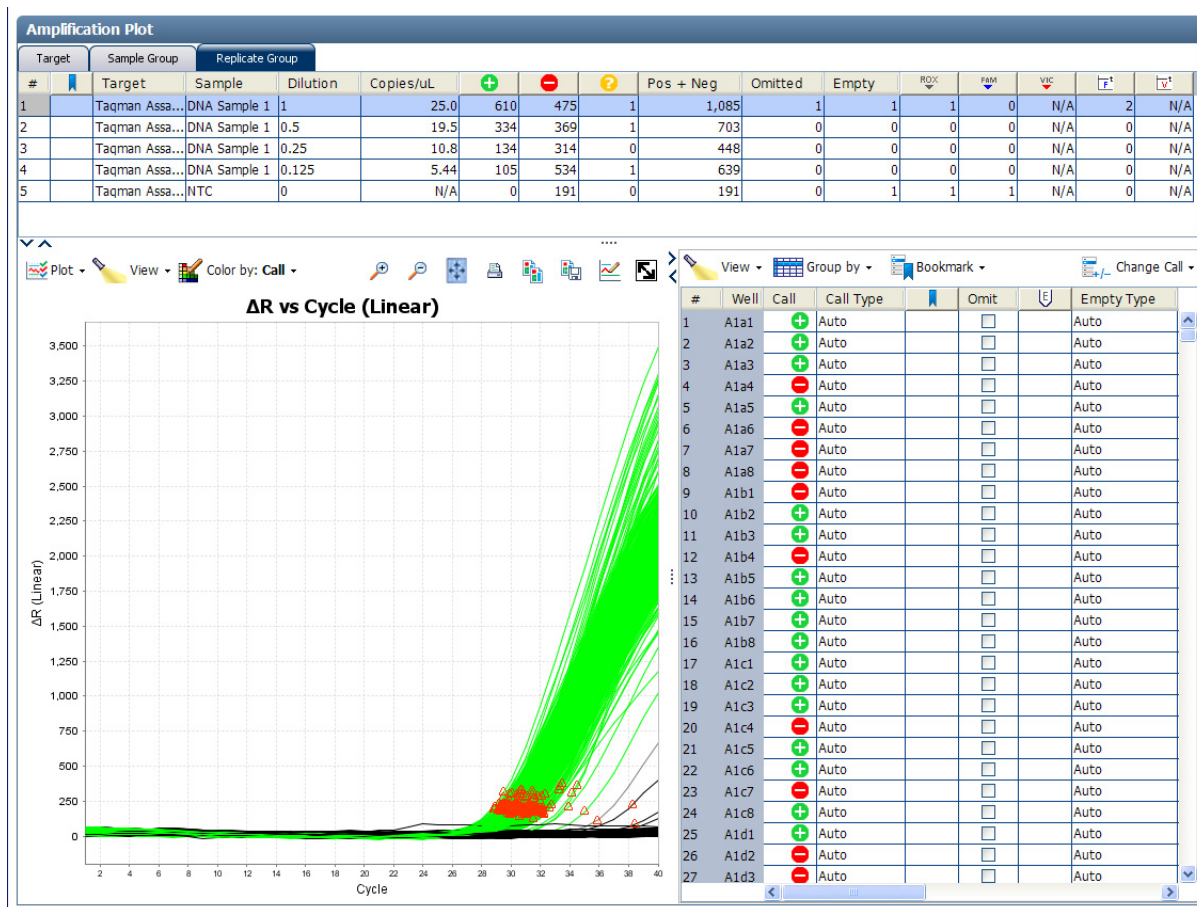 Amplification Plot
Target Sample Group Replicate Group
# Target Sample Dilution Copies/uL Pos + Neg Omitted Empty ROX FAM VIC F t V t
1 Taqman Assa... DNA Sample 1 1 25.0 610 475 1 1,085 1 1 1 0 N/A 2 N/A
2 Taqman Assa... DNA Sample 1 0.5 19.5 334 369 1 703 0 0 0 0 N/A 0 N/A
3 Taqman Assa... DNA Sample 1 0.25 10.8 134 314 0 448 0 0 0 0 N/A 0 N/A
4 Taqman Assa... DNA Sample 1 0.125 5.44 105 534 1 639 0 0 0 0 N/A 0 N/A
5 Taqman Assa... NTC 0 N/A 0 191 0 191 0 1 1 1 N/A 0 N/A
Plot View Color by: Call
ΔR vs Cycle (Linear)
3,500
3,250
3,000
2,750
2,500
2,250
2,000
1,750
1,500
1,250
1,000
750
500
250
0
ΔR (Linear)
2 4 6 8 10 12 14 16 18 20 22 24 26 28 30 32 34 36 38 40
Cycle
View Group by Bookmark Change Call
# Well Call Call Type Omit E Empty Type
1 A1a1 Auto Auto
2 A1a2 Auto Auto
3 A1a3 Auto Auto
4 A1a4 Auto Auto
5 A1a5 Auto Auto
6 A1a6 Auto Auto
7 A1a7 Auto Auto
8 A1a8 Auto Auto
9 A1b1 Auto Auto
10 A1b2 Auto Auto
11 A1b3 Auto Auto
12 A1b4 Auto Auto
13 A1b5 Auto Auto
14 A1b6 Auto Auto
15 A1b7 Auto Auto
16 A1b8 Auto Auto
17 A1c1 Auto Auto
18 A1c2 Auto Auto
19 A1c3 Auto Auto
20 A1c4 Auto Auto
21 A1c5 Auto Auto
22 A1c6 Auto Auto
23 A1c7 Auto Auto
24 A1c8 Auto Auto
25 A1d1 Auto Auto
26 A1d2 Auto Auto
27 A1d3 Auto Auto